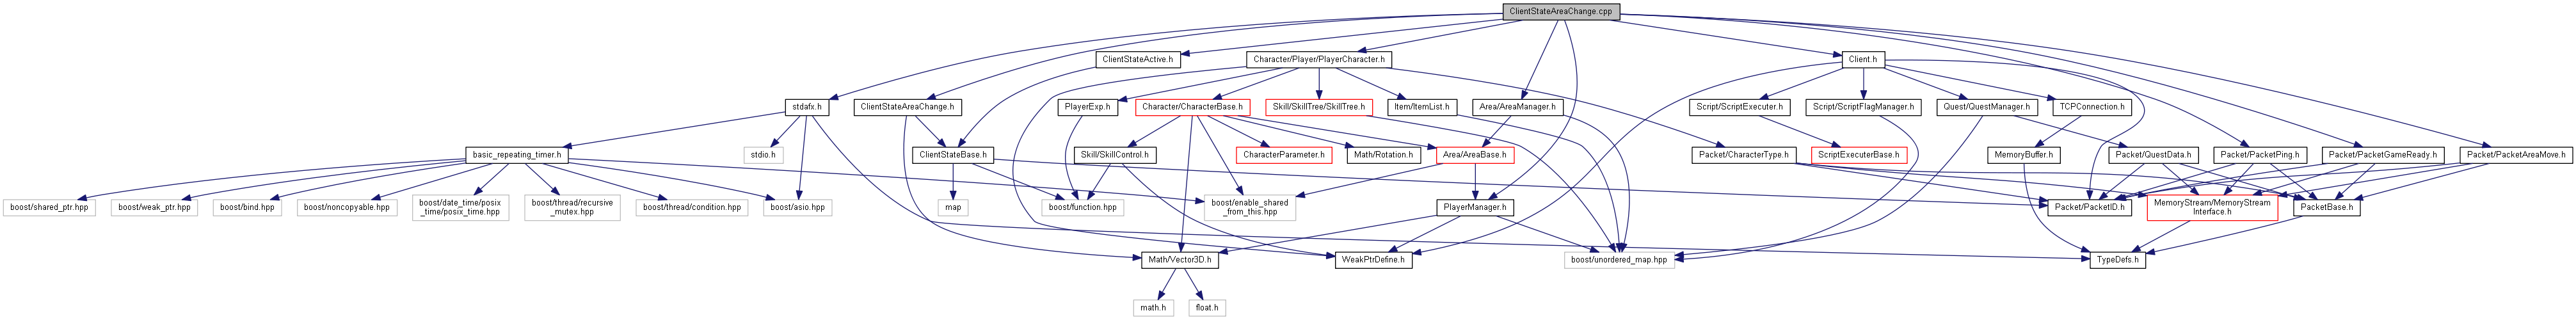 ClientStateAreaChange.cpp
ClientStateActive.h
Character/Player/PlayerCharacter.h
Client.h
stdafx.h
ClientStateAreaChange.h
PlayerExp.h
Character/CharacterBase.h
Skill/SkillTree/SkillTree.h
Item/ItemList.h
Area/AreaManager.h
Script/ScriptExecuter.h
Script/ScriptFlagManager.h
Quest/QuestManager.h
TCPConnection.h
basic_repeating_timer.h
stdio.h
ClientStateBase.h
Skill/SkillControl.h
CharacterParameter.h
Math/Rotation.h
Area/AreaBase.h
Packet/CharacterType.h
ScriptExecuterBase.h
MemoryBuffer.h
Packet/QuestData.h
Packet/PacketPing.h
Packet/PacketGameReady.h
Packet/PacketAreaMove.h
boost/shared_ptr.hpp
boost/weak_ptr.hpp
boost/bind.hpp
boost/noncopyable.hpp
boost/date_time/posix
_time/posix_time.hpp
boost/thread/recursive
_mutex.hpp
boost/thread/condition.hpp
boost/asio.hpp
map
boost/function.hpp
boost/enable_shared
_from_this.hpp
PlayerManager.h
Packet/PacketID.h
MemoryStream/MemoryStream
Interface.h
PacketBase.h
Math/Vector3D.h
WeakPtrDefine.h
boost/unordered_map.hpp
TypeDefs.h
math.h
float.h